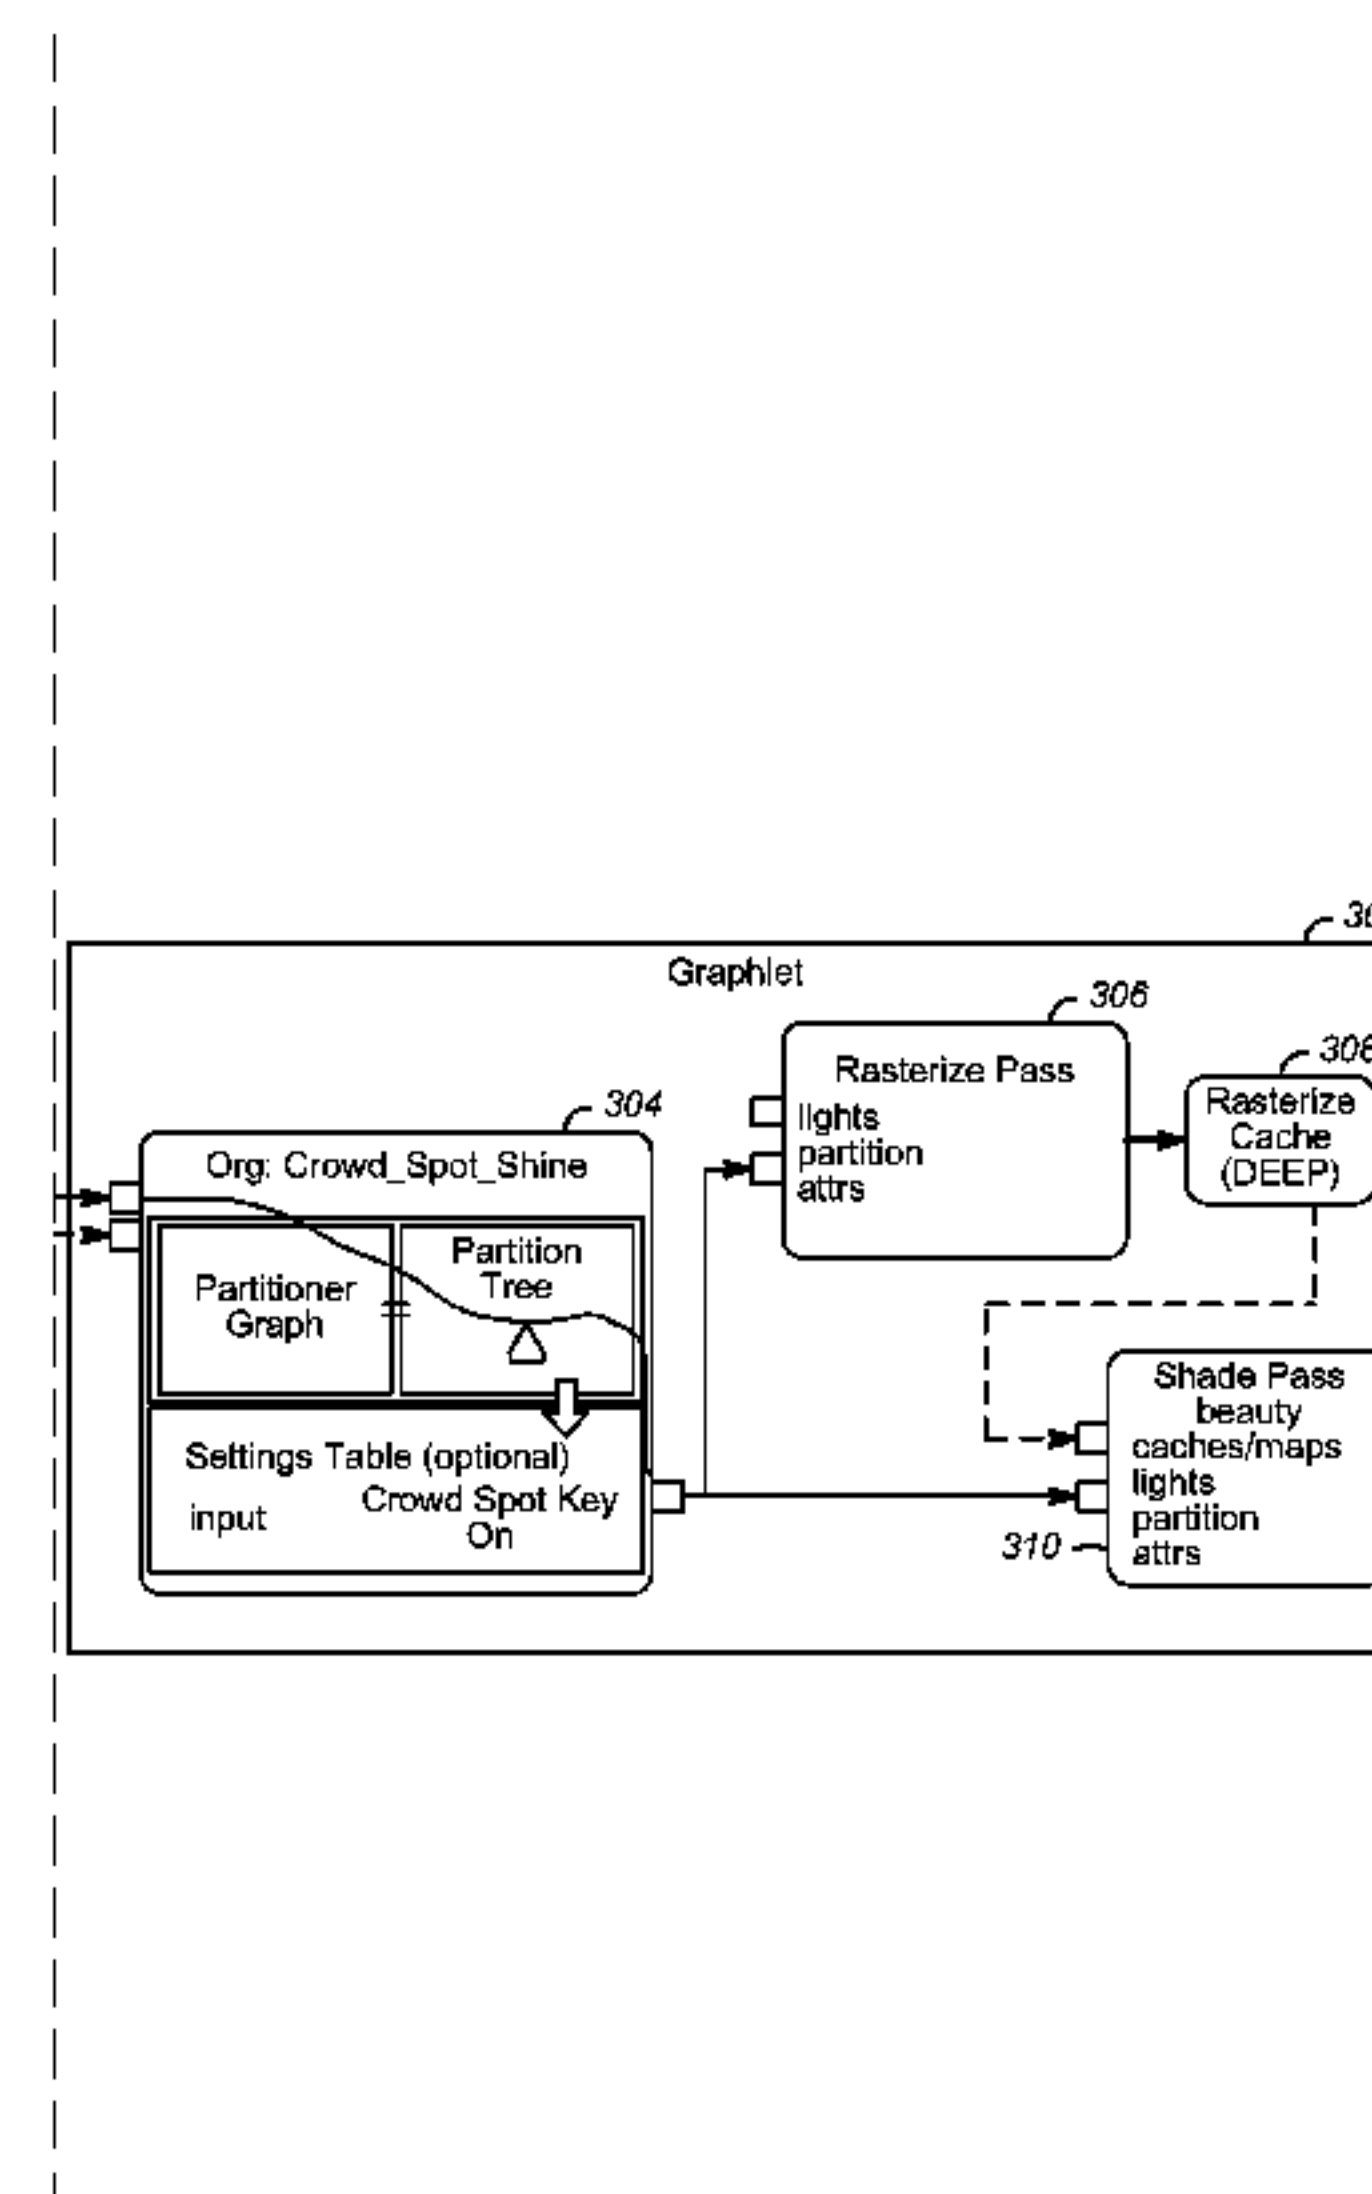 Graphlet
306
Rasterize Pass
lights
partition
attrs
Rasterize
Cache
(DEEP)
304
Org: Crowd_Spot_Shine
Partitioner
Graph
Partition
Tree
Settings Table (optional)
input
Crowd Spot Key
On
Shade Pass
beauty
caches/maps
lights
partition
attrs
310